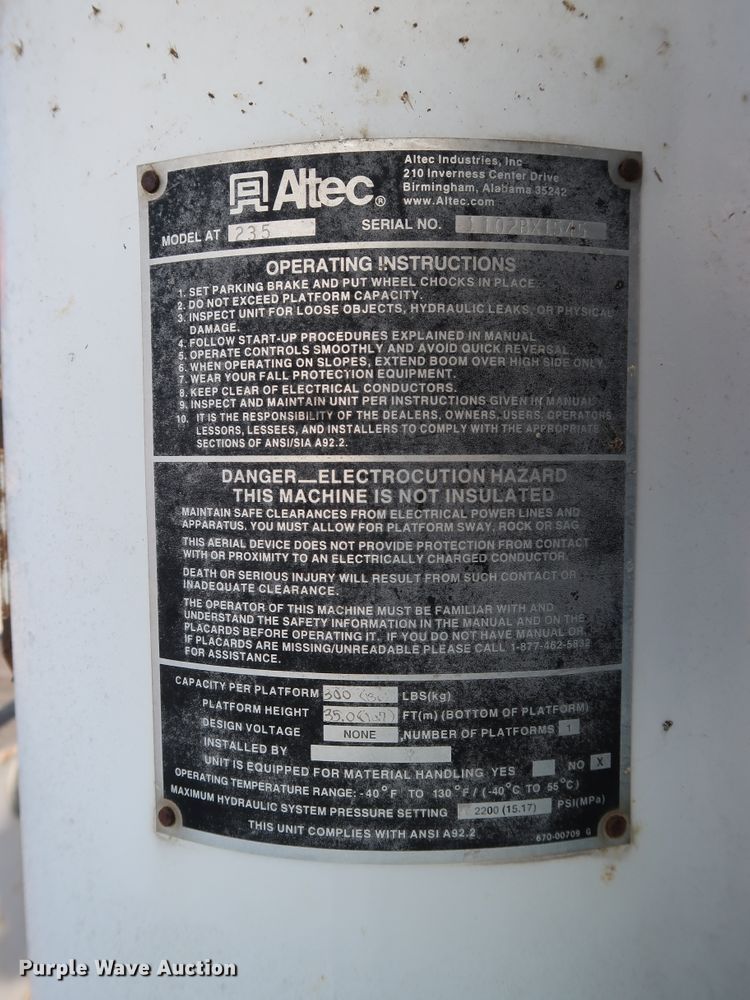 Altec®
Altec Industries, Inc
210 Inverness Center Drive
Birmingham, Alabama 35242
www.Altec.com
MODEL AT 235 SERIAL NO.
OPERATING INSTRUCTIONS
1. SET PARKING BRAKE AND PUT WHEEL CHOCKS IN PLACE.
2. DO NOT EXCEED PLATFORM CAPACITY.
3. INSPECT UNIT FOR LOOSE OBJECTS, HYDRAULIC LEAKS, OR PHYSICAL
DAMAGE.
4. FOLLOW START-UP PROCEDURES EXPLAINED IN MANUAL.
5. OPERATE CONTROLS SMOOTHLY AND AVOID QUICK REVERSAL.
6. WHEN OPERATING ON SLOPES, EXTEND BOOM OVER HIGH SIDE ONLY.
7. WEAR YOUR FALL PROTECTION EQUIPMENT.
8. KEEP CLEAR OF ELECTRICAL CONDUCTORS.
9. INSPECT AND MAINTAIN UNIT PER INSTRUCTIONS GIVEN IN MANUAL.
10. IT IS THE RESPONSIBILITY OF THE DEALERS, OWNERS, USERS, OPERATORS,
LESSORS, LESSEES, AND INSTALLERS TO COMPLY WITH THE APPROPRIATE
SECTIONS OF ANSI/SIA A92.2.
DANGER—ELECTROCUTION HAZARD
THIS MACHINE IS NOT INSULATED
MAINTAIN SAFE CLEARANCES FROM ELECTRICAL POWER LINES AND
APPARATUS. YOU MUST ALLOW FOR PLATFORM SWAY, ROCK OR SAG.
THIS AERIAL DEVICE DOES NOT PROVIDE PROTECTION FROM CONTACT
WITH OR PROXIMITY TO AN ELECTRICALLY CHARGED CONDUCTOR.
DEATH OR SERIOUS INJURY WILL RESULT FROM SUCH CONTACT OR
INADEQUATE CLEARANCE.
THE OPERATOR OF THIS MACHINE MUST BE FAMILIAR WITH AND
UNDERSTAND THE SAFETY INFORMATION IN THE MANUAL AND ON THE
PLACARDS BEFORE OPERATING IT. IF YOU DO NOT HAVE MANUAL OR
IF PLACARDS ARE MISSING/UNREADABLE PLEASE CALL 1-877-462-5832
FOR ASSISTANCE.
CAPACITY PER PLATFORM 300 LBS(kg)
PLATFORM HEIGHT 35.0 FT(m) (BOTTOM OF PLATFORM)
DESIGN VOLTAGE NONE ,NUMBER OF PLATFORMS 1
INSTALLED BY
UNIT IS EQUIPPED FOR MATERIAL HANDLING YES NO X
OPERATING TEMPERATURE RANGE: -40°F TO 130°F / (-40°C TO 55°C)
MAXIMUM HYDRAULIC SYSTEM PRESSURE SETTING 2200 (15.17) PSI(MPa)
THIS UNIT COMPLIES WITH ANSI A92.2
670-00709 G
Purple Wave Auction